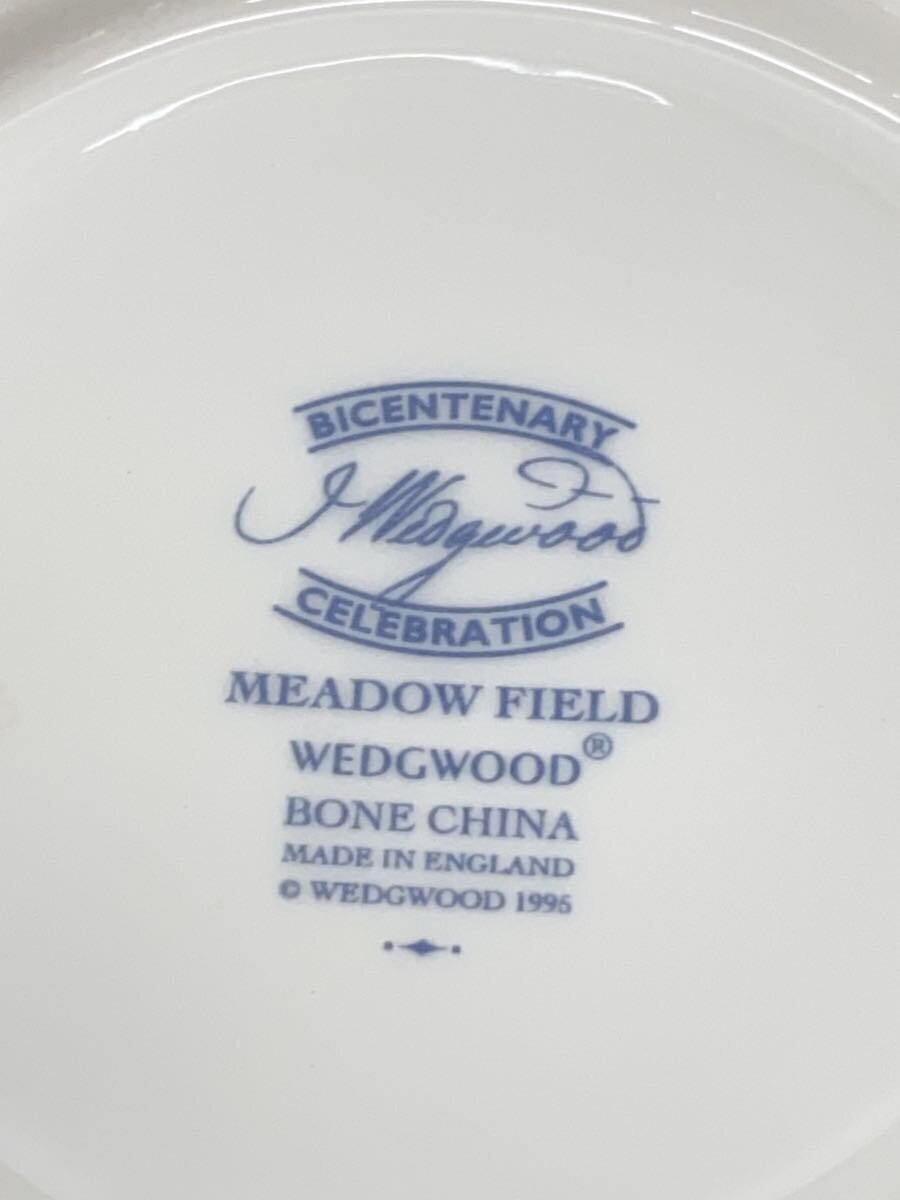 BICENTENARY
J Wedgwood
CELEBRATION
MEADOW FIELD
WEDGWOOD®
BONE CHINA
MADE IN ENGLAND
© WEDGWOOD 1995